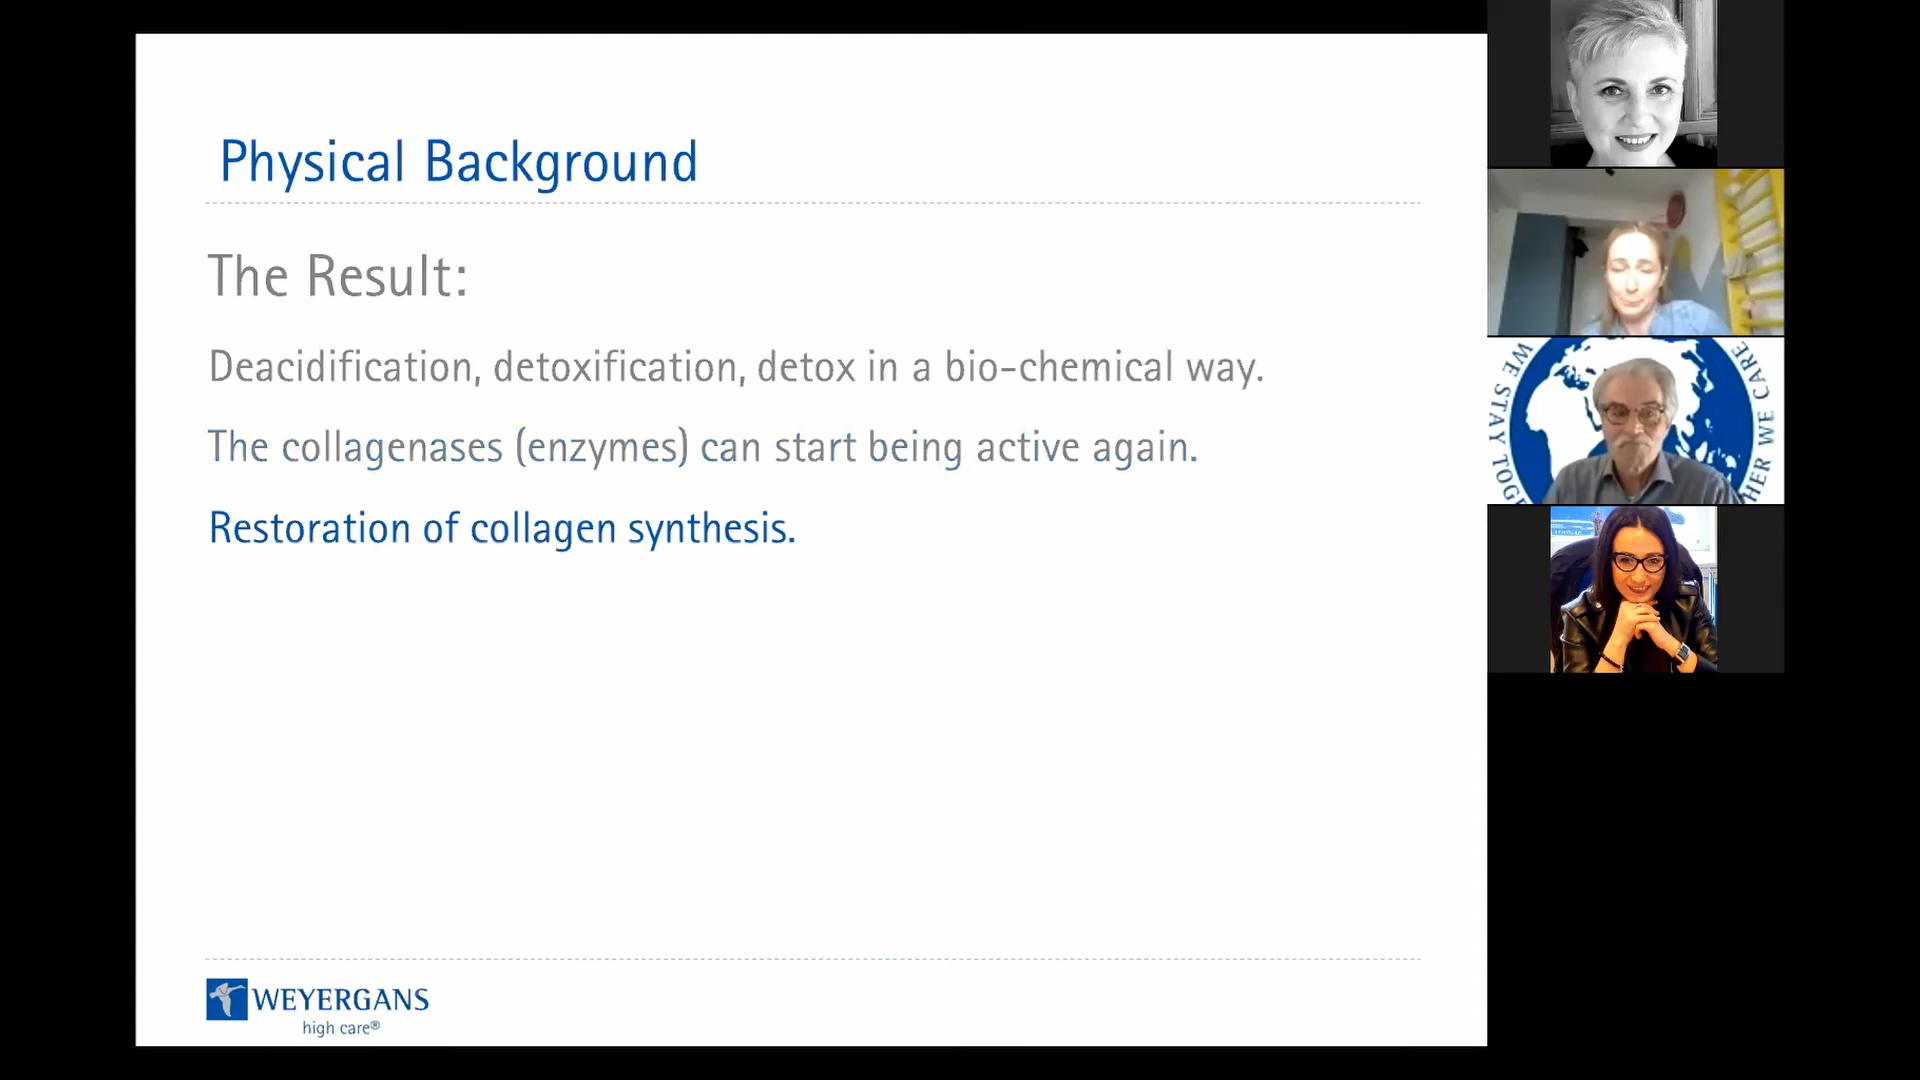 Physical Background
The Result:
Deacidification, detoxification, detox in a bio-chemical way.
The collagenases (enzymes) can start being active again.
Restoration of collagen synthesis.
WEYERGANS
high care®
WE STAY TOGETHER WE CARE